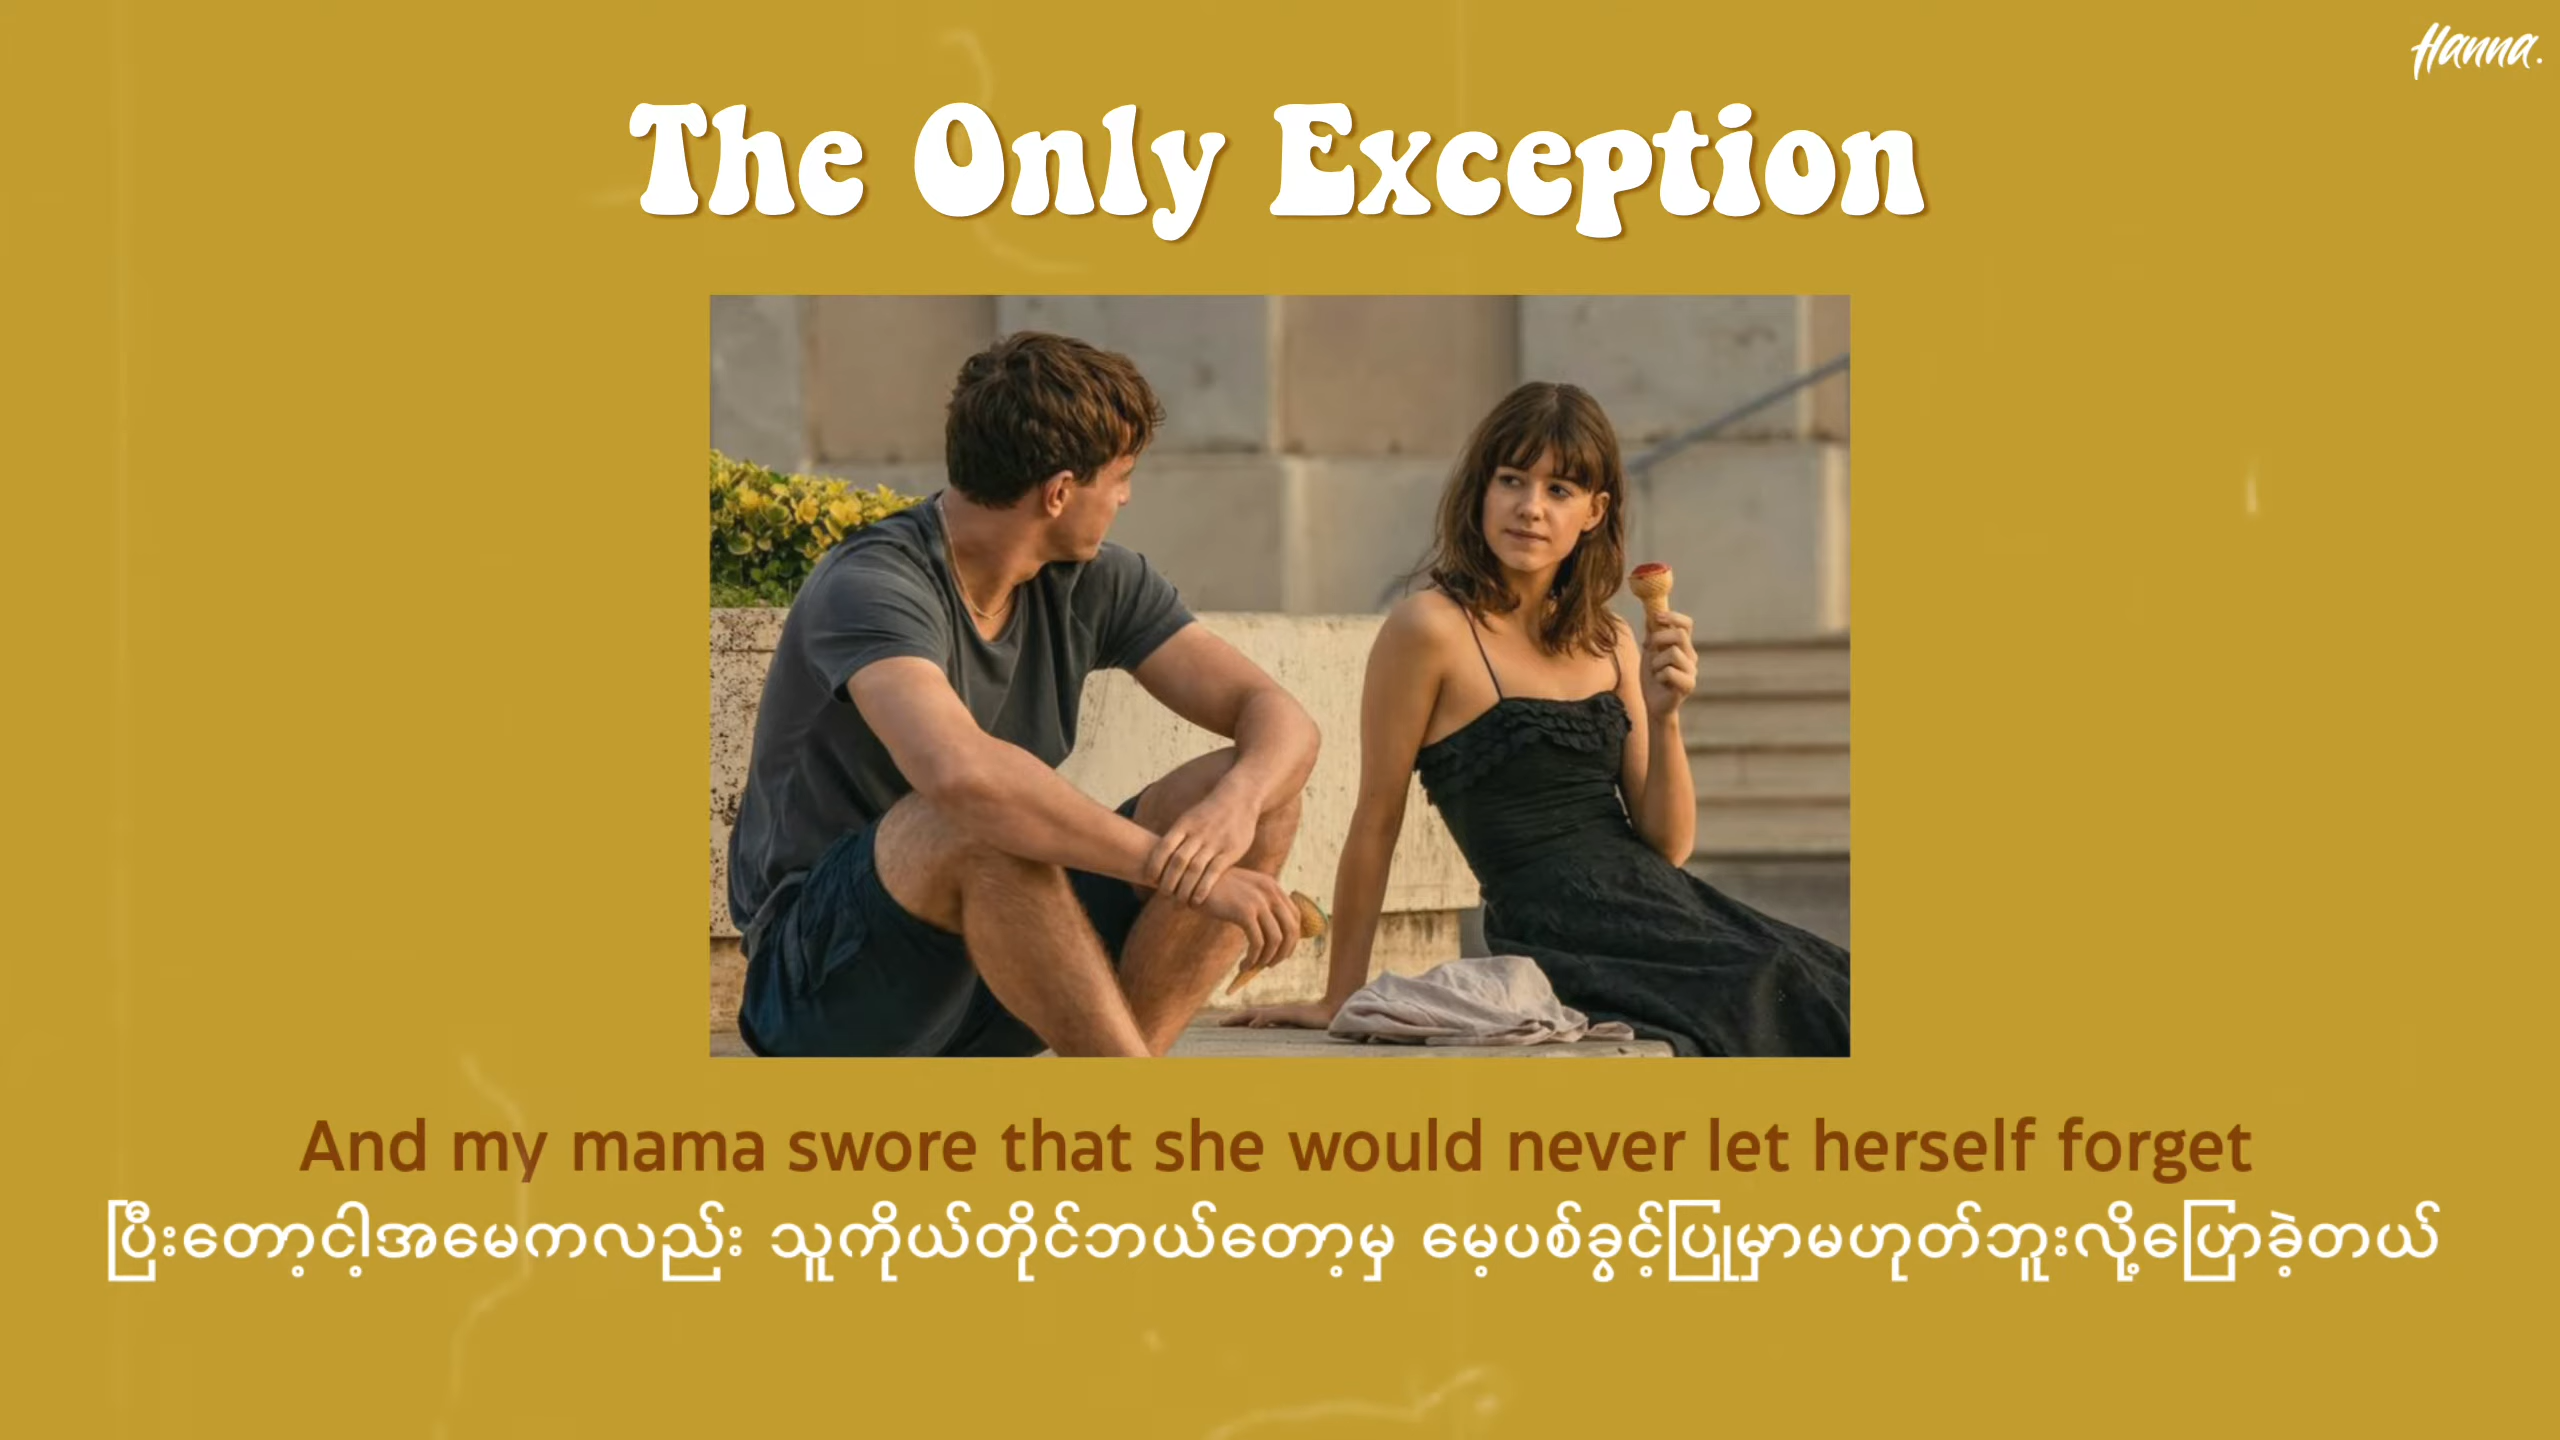 Hanna.
The Only Exception
And my mama swore that she would never let herself forget
ပြီးတော့ငါ့အမေကလည်း သူကိုယ်တိုင်ဘယ်တော့မှ မေ့ပစ်ခွင့်ပြုမှာမဟုတ်ဘူးလို့ပြောခဲ့တယ်